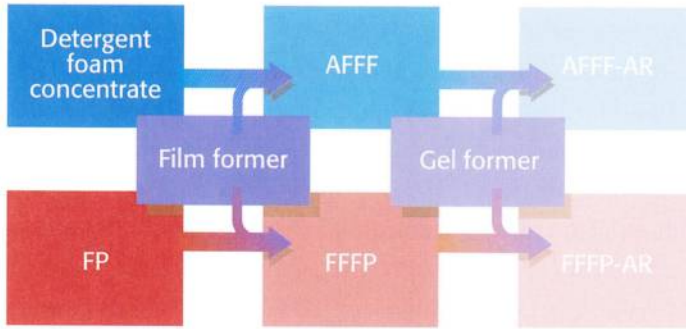 Detergent
foam
concentrate
AFFF
AFFF-AR
Film former
Gel former
FP
FFFP
FFFP-AR